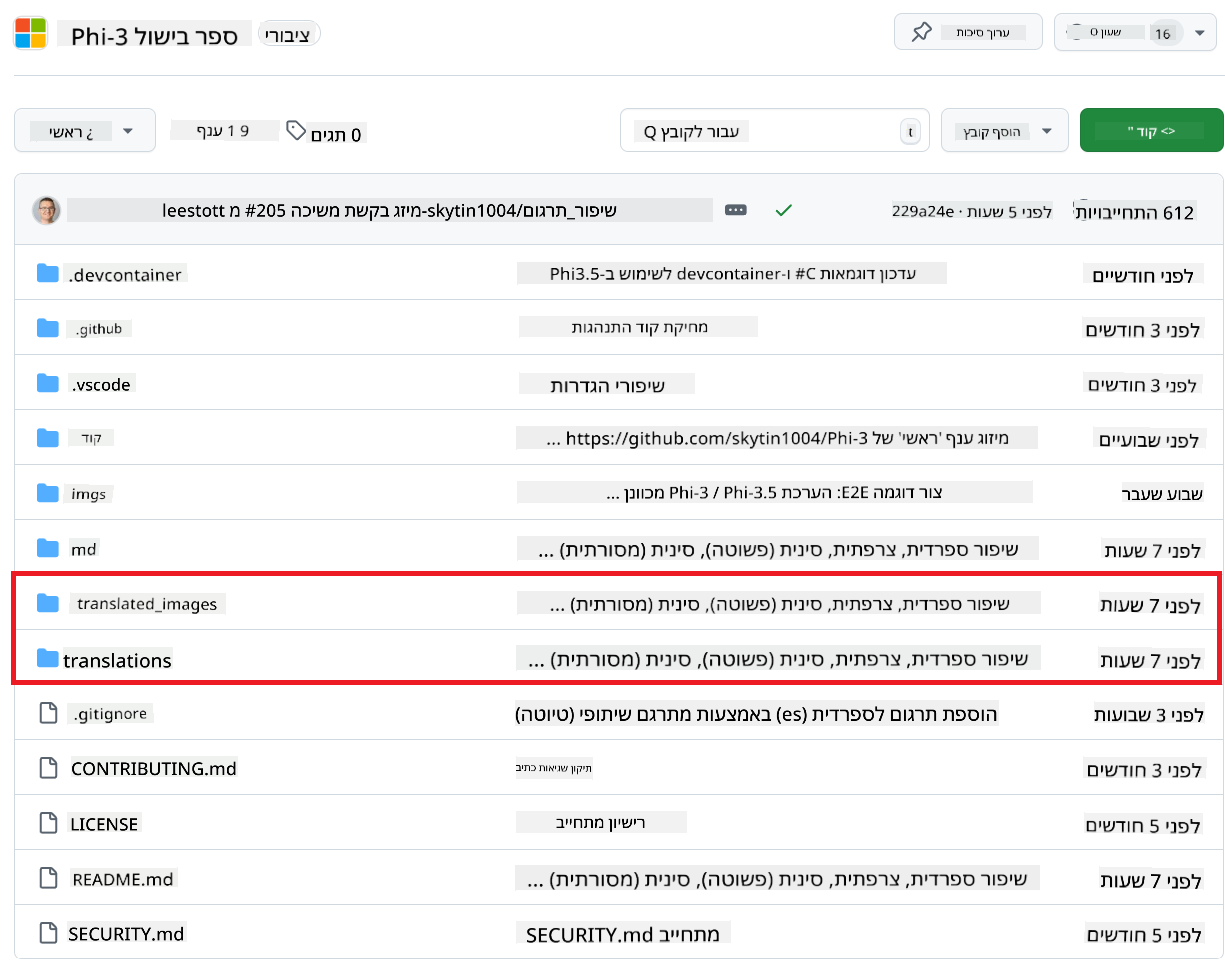 ספר בישול Phi-3
ציבורי
ערוך סיכות
שעון O
16
ראשי
19 ענף
0 תגים
עבור לקובץ Q
t
הוסף קובץ
<> קוד "
leestott מיזג בקשת משיכה #205 מ-skytin1004/שיפור_תרגום
229a24e · לפני 5 שעות
612 התחייבויות
.devcontainer
עדכון דוגמאות C# ו-devcontainer לשימוש ב-Phi3.5
לפני חודשיים
.github
מחיקת קוד התנהגות
לפני 3 חודשים
.vscode
שיפורי הגדרות
לפני 3 חודשים
קוד
מיזוג ענף 'ראשי' של https://github.com/skytin1004/Phi-3 ...
לפני שבועיים
imgs
צור דוגמה E2E: הערכת Phi-3 / Phi-3.5 מכוונן ...
שבוע שעבר
md
שיפור ספרדית, צרפתית, סינית (פשוטה), סינית (מסורתית) ...
לפני 7 שעות
translated_images
שיפור ספרדית, צרפתית, סינית (פשוטה), סינית (מסורתית) ...
לפני 7 שעות
translations
שיפור ספרדית, צרפתית, סינית (פשוטה), סינית (מסורתית) ...
לפני 7 שעות
.gitignore
הוספת תרגום לספרדית (es) באמצעות מתרגם שיתופי (טיוטה)
לפני 3 שבועות
CONTRIBUTING.md
תיקון שגיאות כתיב
לפני 3 חודשים
LICENSE
רישיון מתחייב
לפני 5 חודשים
README.md
שיפור ספרדית, צרפתית, סינית (פשוטה), סינית (מסורתית) ...
לפני 7 שעות
SECURITY.md
SECURITY.md מתחייב
לפני 5 חודשים